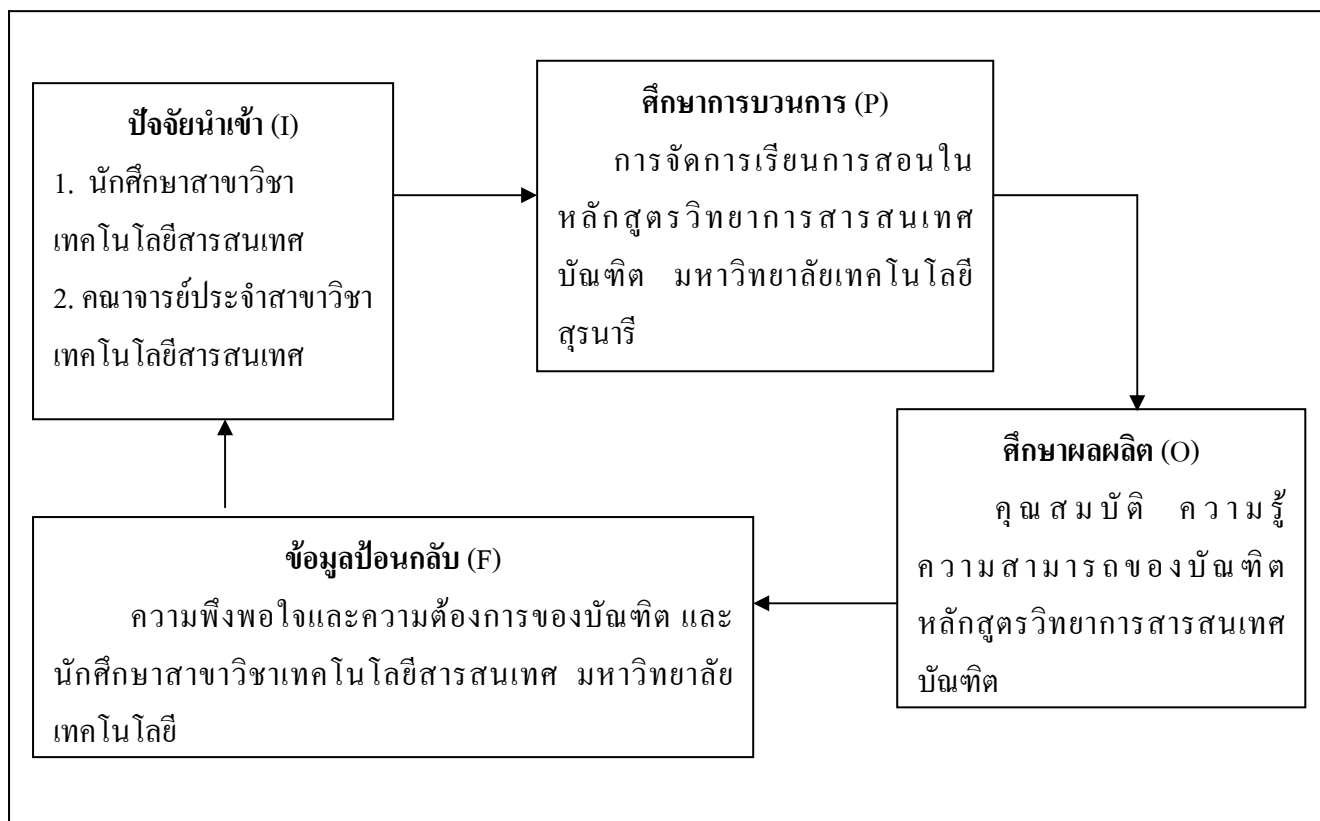 ปัจจัยนำเข้า (I)
1. นักศึกษาสาขาวิชา
เทคโนโลยีสารสนเทศ
2. คณาจารย์ประจำสาขาวิชา
เทคโนโลยีสารสนเทศ
ศึกษาการบวนการ (P)
การจัดการเรียนการสอนใน
หลักสูตรวิทยาการสารสนเทศ
บัณฑิต มหาวิทยาลัยเทคโนโลยี
สุรนารี
ศึกษาผลผลิต (O)
คุณสมบัติ ความรู้
ความสามารถของบัณฑิต
หลักสูตรวิทยาการสารสนเทศ
บัณฑิต
ข้อมูลป้อนกลับ (F)
ความพึงพอใจและความต้องการของบัณฑิต และ
นักศึกษาสาขาวิชาเทคโนโลยีสารสนเทศ มหาวิทยาลัย
เทคโนโลยี